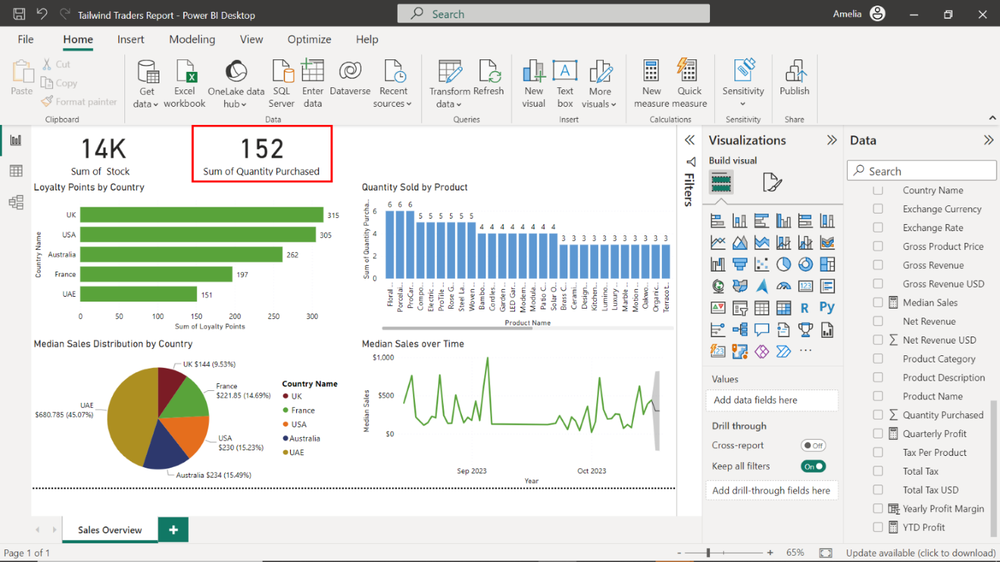 Tailwind Traders Report - Power BI Desktop
Search
Amelia
File Home Insert Modeling View Optimize Help
Paste
Cut
Copy
Format painter
Get data
Excel workbook
OneLake data hub
SQL Server
Enter data
Dataverse
Recent sources
Transform data
Refresh
New visual
Text box
More visuals
New measure
Quick measure
Sensitivity
Publish
Clipboard Data Queries Insert Calculations Sensitivity Share
14K
Sum of Stock
152
Sum of Quantity Purchased
Loyalty Points by Country
Country Name
UK 315
USA 305
Australia 262
France 197
UAE 151
0 50 100 150 200 250 300
Sum of Loyalty Points
Quantity Sold by Product
Sum of Quantity Purcha...
6
4
2
0
6 6 6 5 5 5 5 5 5 4 4 4 4 4 4 4 4 3 3 3 3 3 3 3 3 3 3 3
Floral ...
Porcelai...
ProCar...
Compo...
Electric ...
ProTile ...
Rose G...
Steel La...
Woven ...
Bambo...
Cordles...
Garden ...
LED Gar...
Modern...
Modula...
Patio C...
Solar O...
Brass C...
Cerami...
Design...
Kitchen...
Lumino...
Luxury ...
Marble ...
Motion ...
Oakwo...
Organic...
Terracot...
Product Name
Median Sales Distribution by Country
UK $144 (9.53%)
France
$221.85 (14.69%)
USA
$230 (15.23%)
Australia $234 (15.49%)
UAE
$680.785 (45.07%)
Country Name
UK
France
USA
Australia
UAE
Median Sales over Time
Median Sales
$1,000
$500
$0
Sep 2023 Oct 2023
Year
Filters
Visualizations
Build visual
123
R
Py
123
...
Values
Add data fields here
Drill through
Cross-report Off
Keep all filters On
Add drill-through fields here
Data
Search
Country Name
Exchange Currency
Exchange Rate
Gross Product Price
Gross Revenue
Gross Revenue USD
Median Sales
Net Revenue
Net Revenue USD
Product Category
Product Description
Product Name
Quantity Purchased
Quarterly Profit
Tax Per Product
Total Tax
Total Tax USD
Yearly Profit Margin
YTD Profit
Sales Overview
Page 1 of 1
- + 65%
Update available (click to download)